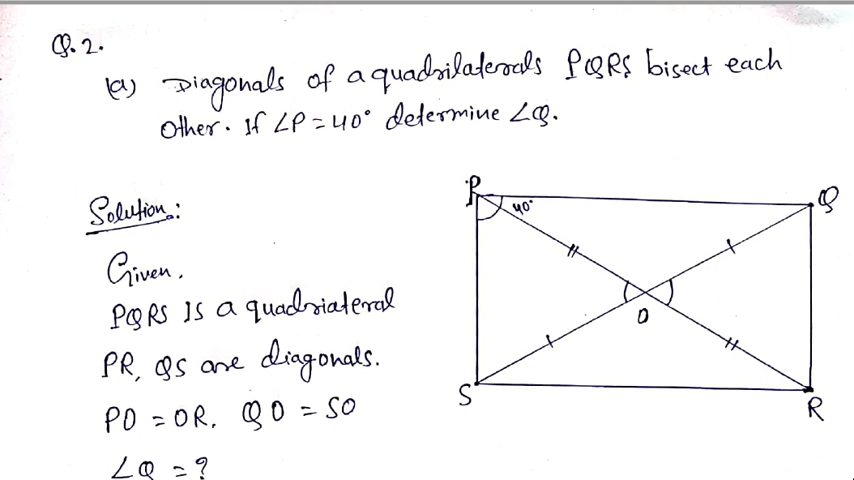 Q.2.
(a) Diagonals of a quadrilaterals PQRS bisect each
other. If ∠P = 40° determine ∠Q.
Solution:
Given,
PQRS Is a quadriateral
PR, QS are diagonals.
PO = OR, QO = SO
∠Q = ?
P
40°
Q
O
S
R